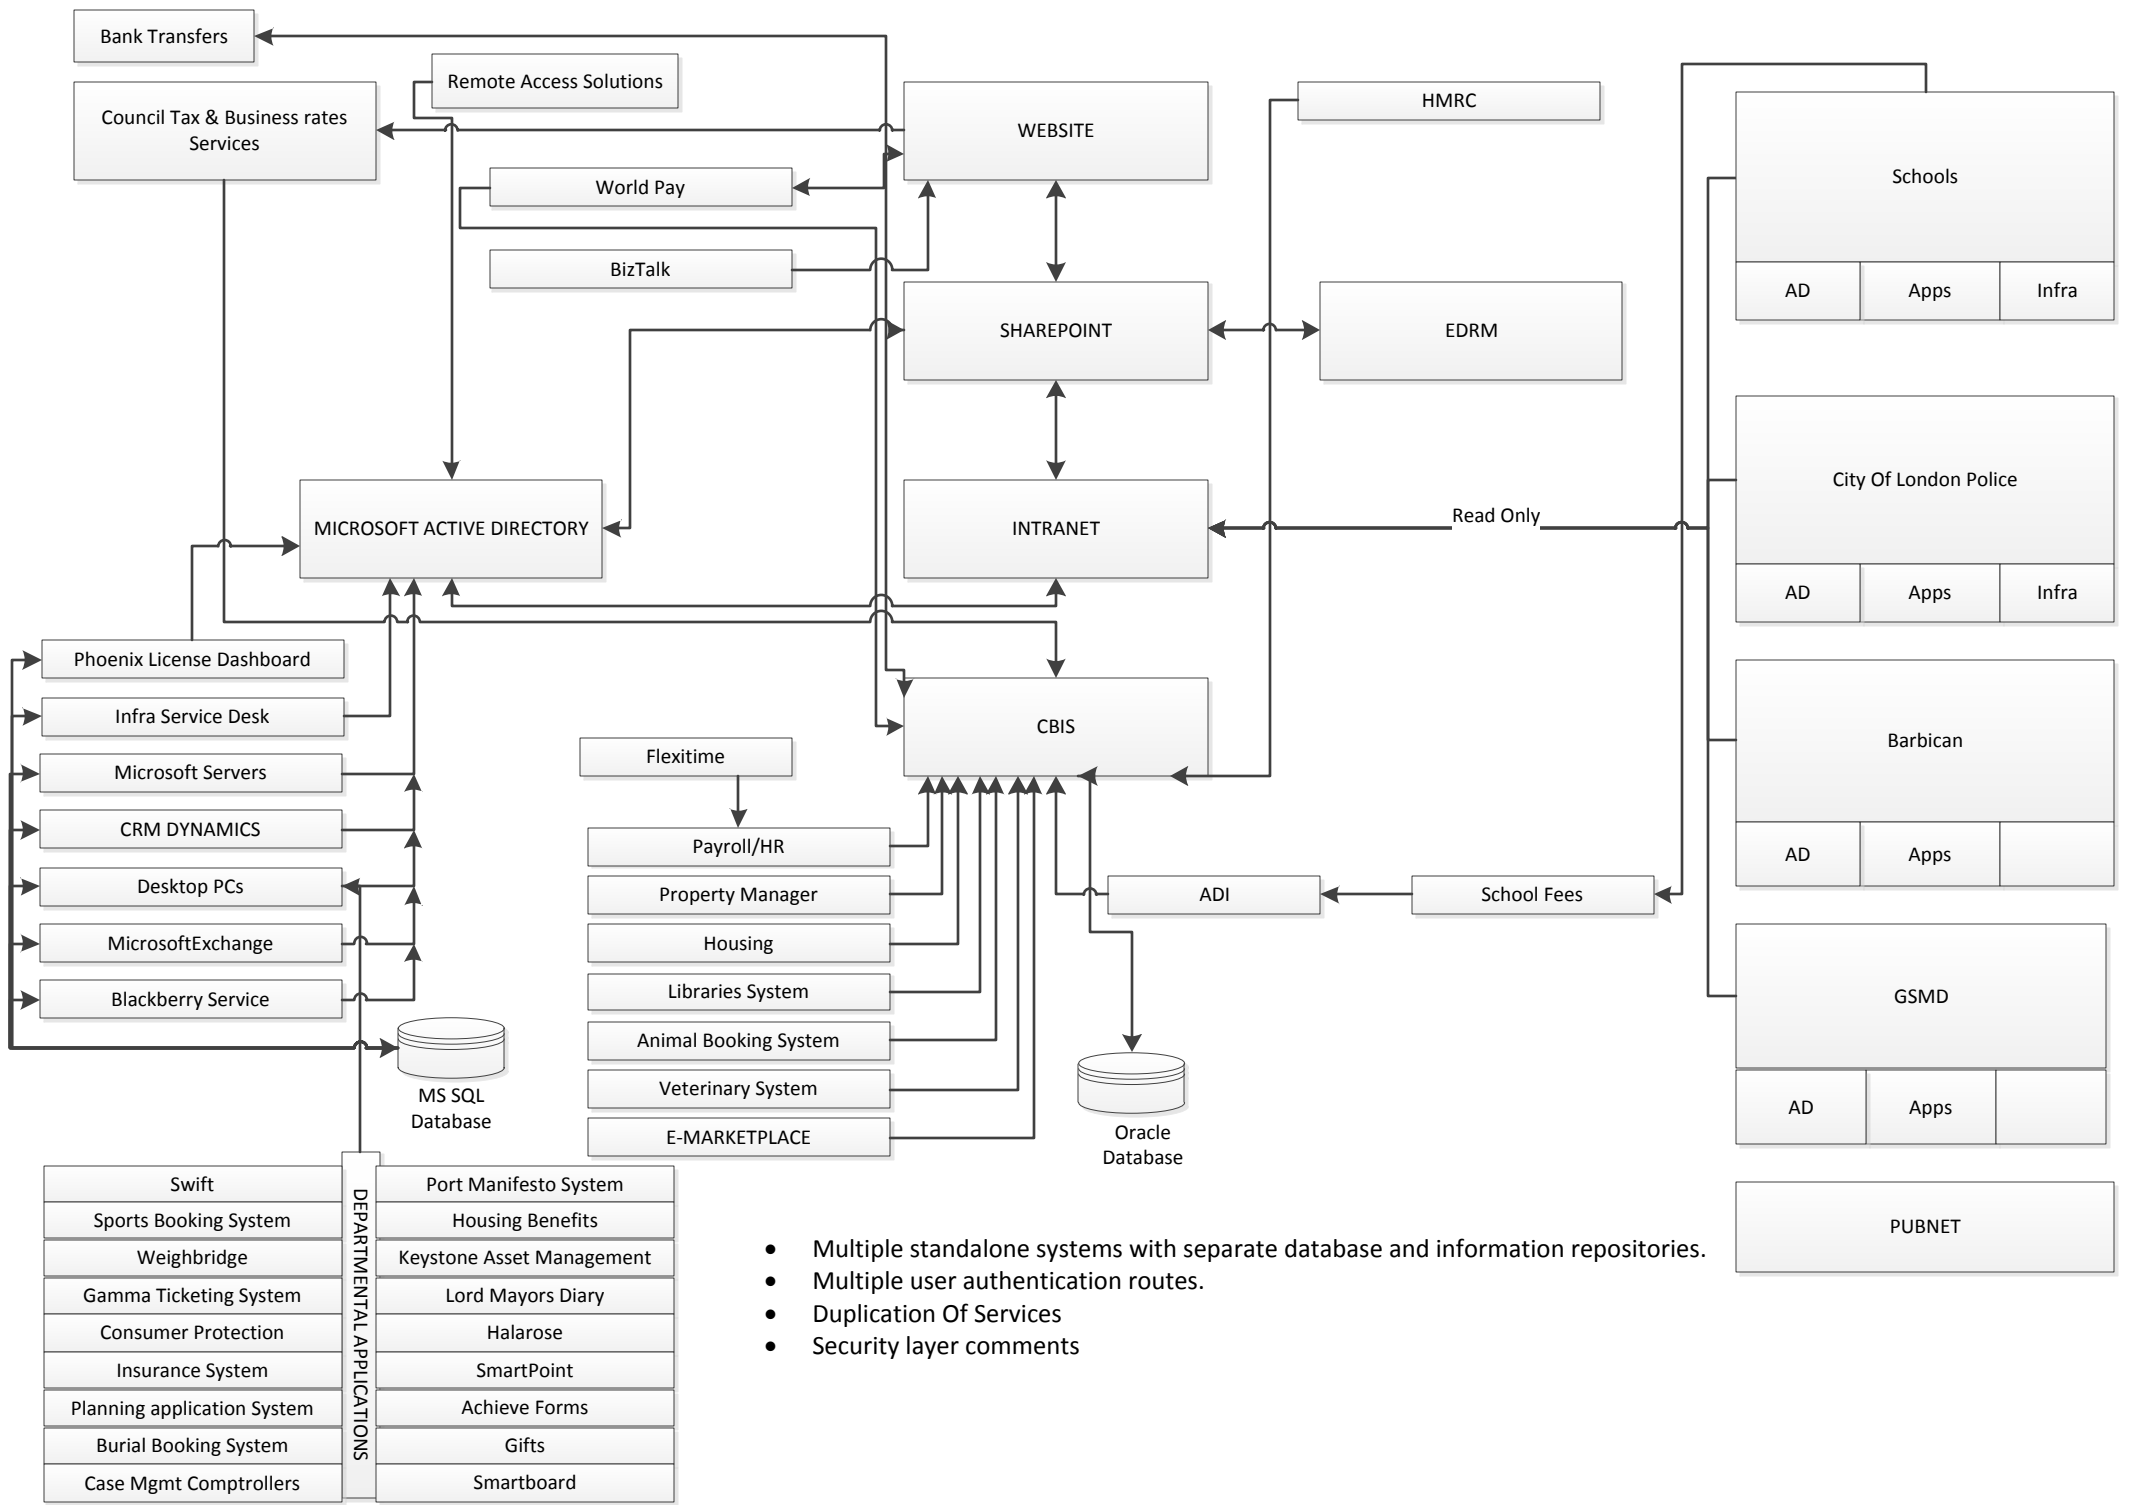 Bank Transfers
Remote Access Solutions
Council Tax & Business rates
Services
WEBSITE
HMRC
World Pay
BizTalk
SHAREPOINT
EDRM
MICROSOFT ACTIVE DIRECTORY
INTRANET
Read Only
Schools
AD
Apps
Infra
City Of London Police
AD
Apps
Infra
Barbican
AD
Apps
GSMD
AD
Apps
PUBNET
Phoenix License Dashboard
Infra Service Desk
Microsoft Servers
CRM DYNAMICS
Desktop PCs
MicrosoftExchange
Blackberry Service
MS SQL
Database
CBIS
Flexitime
Payroll/HR
Property Manager
Housing
Libraries System
Animal Booking System
Veterinary System
E-MARKETPLACE
ADI
School Fees
Oracle
Database
Swift
Sports Booking System
Weighbridge
Gamma Ticketing System
Consumer Protection
Insurance System
Planning application System
Burial Booking System
Case Mgmt Comptrollers
DEPARTMENTAL APPLICATIONS
Port Manifesto System
Housing Benefits
Keystone Asset Management
Lord Mayors Diary
Halarose
SmartPoint
Achieve Forms
Gifts
Smartboard
• Multiple standalone systems with separate database and information repositories.
• Multiple user authentication routes.
• Duplication Of Services
• Security layer comments